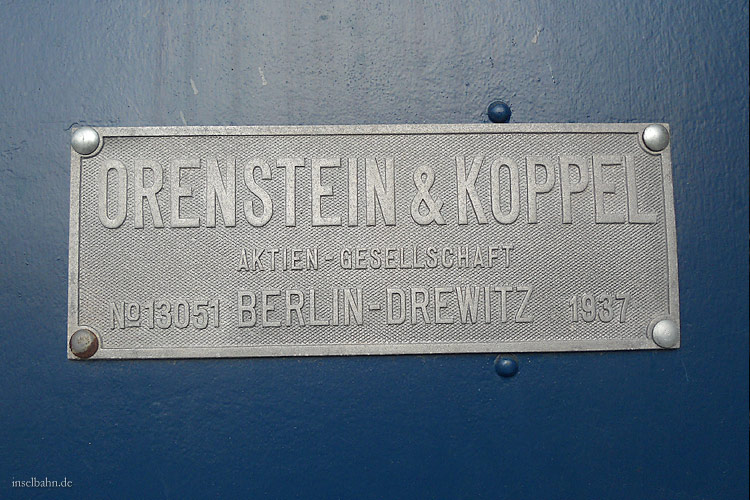 ORENSTEIN & KOPPEL
AKTIEN-GESELLSCHAFT
No 13051 BERLIN-DREWITZ 1937
inselbahn.de